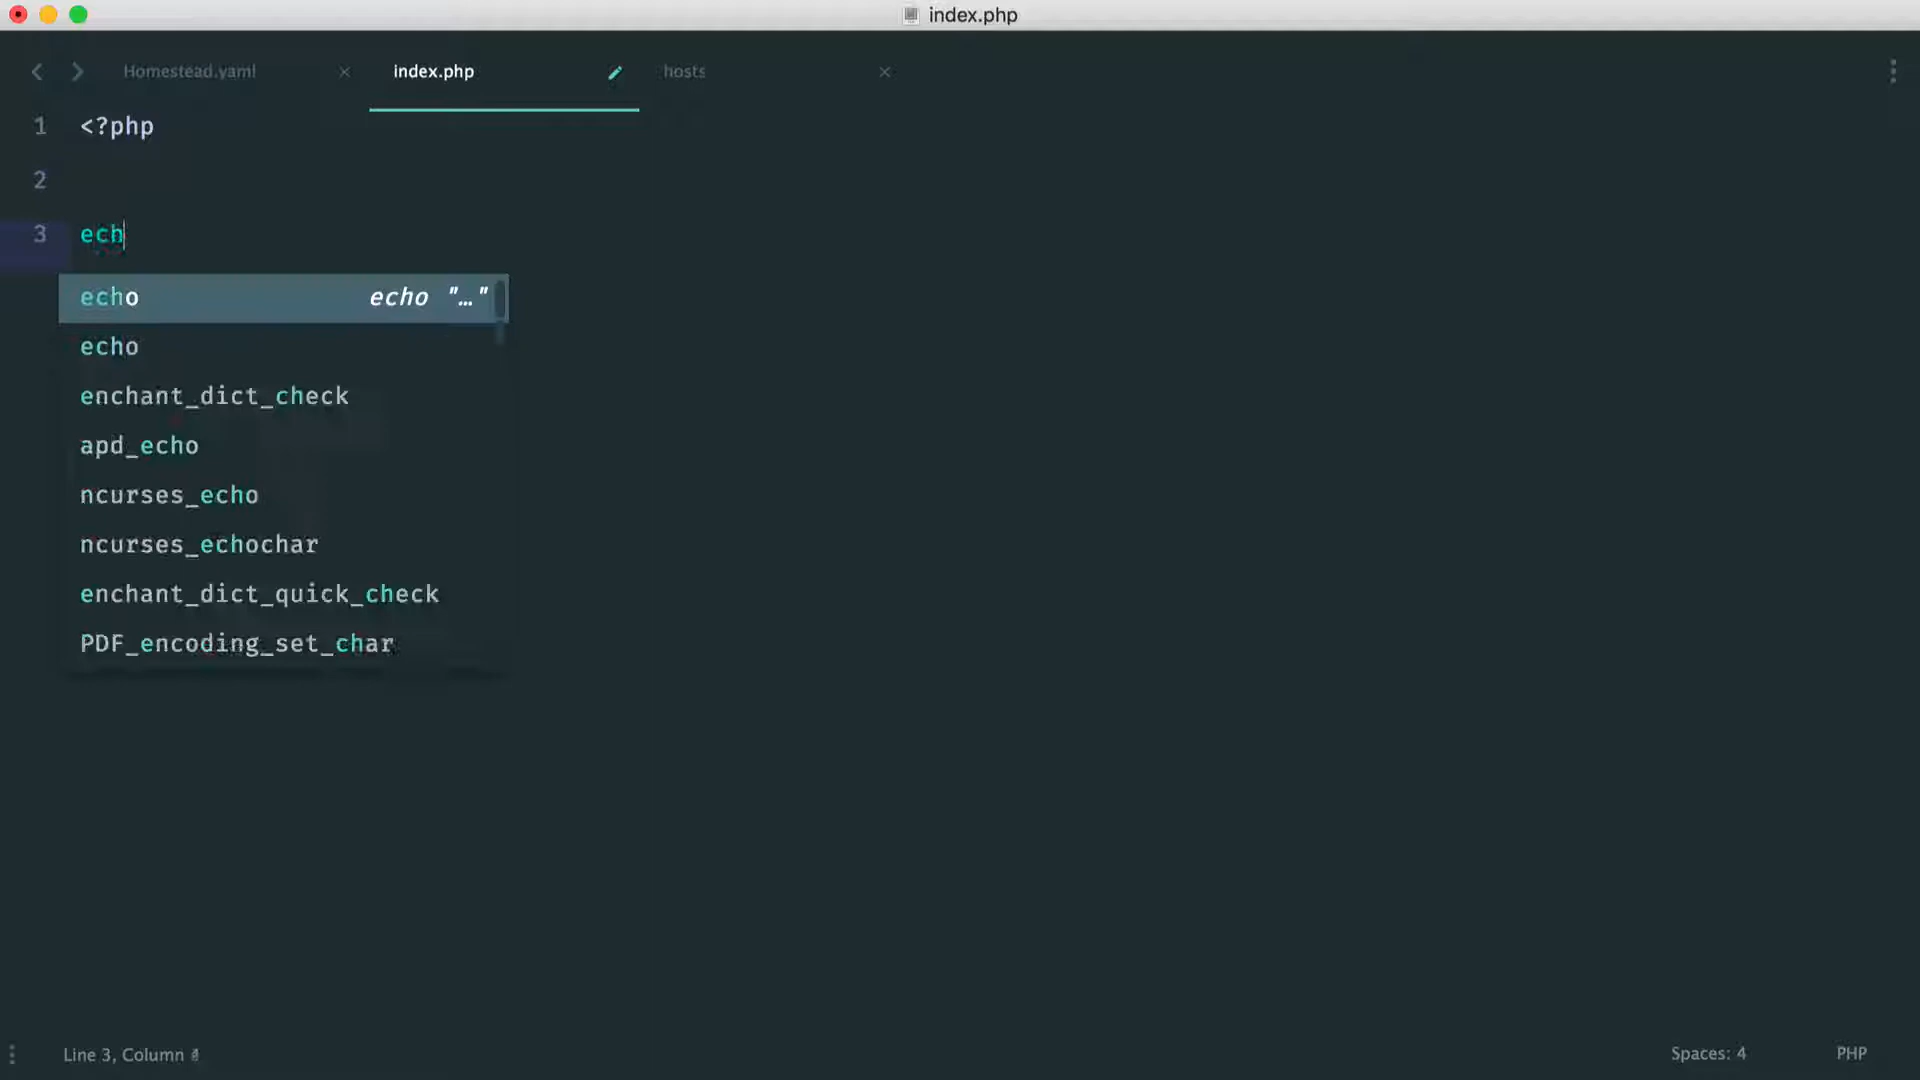 index.php
Homestead.yaml
index.php
hosts
1 <?php
2
3 ech
echo echo "…"
echo
enchant_dict_check
apd_echo
ncurses_echo
ncurses_echochar
enchant_dict_quick_check
PDF_encoding_set_char
Line 3, Column
Spaces: 4
PHP